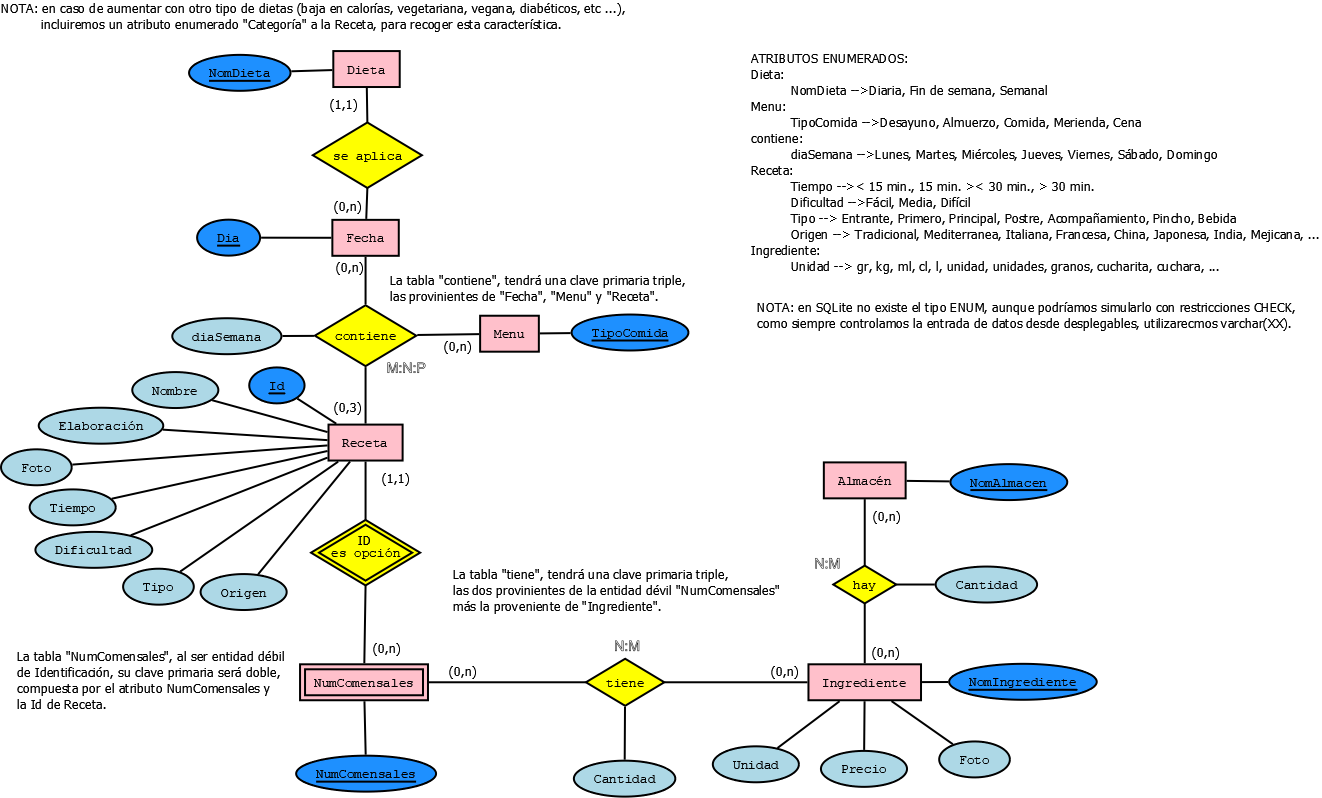 NOTA: en caso de aumentar con otro tipo de dietas (baja en calorías, vegetariana, vegana, diabéticos, etc ...),
incluiremos un atributo enumerado "Categoría" a la Receta, para recoger esta característica.
NomDieta
Dieta
(1,1)
se aplica
(0,n)
Dia
Fecha
(0,n)
La tabla "contiene", tendrá una clave primaria triple,
las provinientes de "Fecha", "Menu" y "Receta".
diaSemana
contiene
(0,n)
Menu
TipoComida
M:N:P
ATRIBUTOS ENUMERADOS:
Dieta:
NomDieta -->Diaria, Fin de semana, Semanal
Menu:
TipoComida -->Desayuno, Almuerzo, Comida, Merienda, Cena
contiene:
diaSemana -->Lunes, Martes, Miércoles, Jueves, Viernes, Sábado, Domingo
Receta:
Tiempo --> < 15 min., 15 min. >< 30 min., > 30 min.
Dificultad -->Fácil, Media, Difícil
Tipo --> Entrante, Primero, Principal, Postre, Acompañamiento, Pincho, Bebida
Origen --> Tradicional, Mediterranea, Italiana, Francesa, China, Japonesa, India, Mejicana, ...
Ingrediente:
Unidad --> gr, kg, ml, cl, l, unidad, unidades, granos, cucharita, cuchara, ...
NOTA: en SQLite no existe el tipo ENUM, aunque podríamos simularlo con restricciones CHECK,
como siempre controlamos la entrada de datos desde desplegables, utilizarecmos varchar(XX).
Id
Nombre
(0,3)
Elaboración
Receta
Foto
(1,1)
Tiempo
Dificultad
Tipo
Origen
ID
es opción
Almacén
NomAlmacen
(0,n)
N:M
hay
Cantidad
(0,n)
La tabla "tiene", tendrá una clave primaria triple,
las dos provinientes de la entidad dévil "NumComensales"
más la proveniente de "Ingrediente".
La tabla "NumComensales", al ser entidad débil
de Identificación, su clave primaria será doble,
compuesta por el atributo NumComensales y
la Id de Receta.
(0,n)
NumComensales
(0,n)
N:M
tiene
(0,n)
Ingrediente
NomIngrediente
NumComensales
Cantidad
Unidad
Precio
Foto